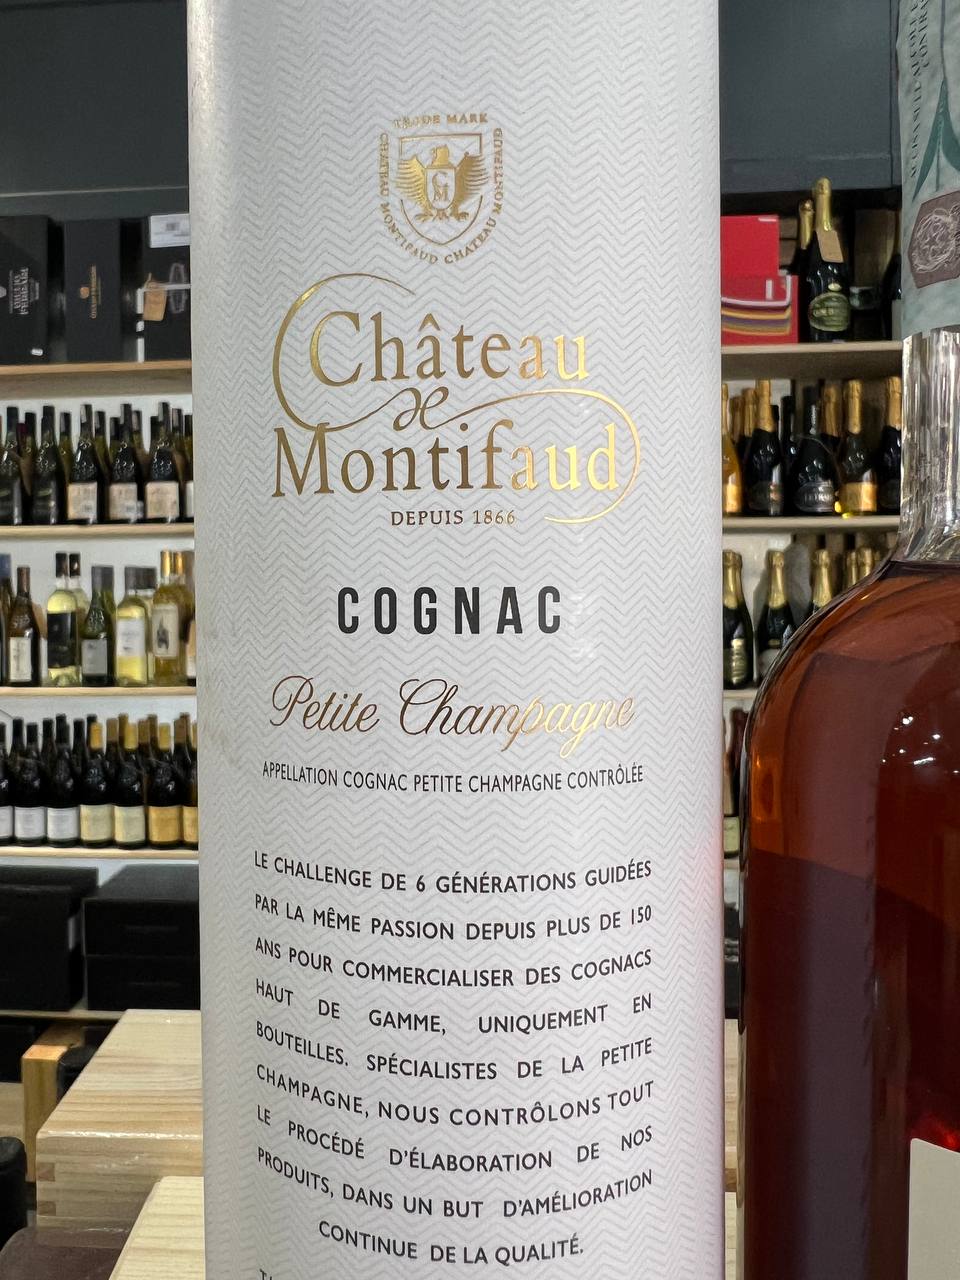 TRADE MARK
CHATEAU MONTIFAUD CHATEAU MONTIFAUD
C
M
Château
de
Montifaud
DEPUIS 1866
COGNAC
Petite Champagne
APPELLATION COGNAC PETITE CHAMPAGNE CONTRÔLÉE
LE CHALLENGE DE 6 GÉNÉRATIONS GUIDÉES
PAR LA MÊME PASSION DEPUIS PLUS DE 150
ANS POUR COMMERCIALISER DES COGNACS
HAUT DE GAMME, UNIQUEMENT EN
BOUTEILLES. SPÉCIALISTES DE LA PETITE
CHAMPAGNE, NOUS CONTRÔLONS TOUT
LE PROCÉDÉ D'ÉLABORATION DE NOS
PRODUITS, DANS UN BUT D'AMÉLIORATION
CONTINUE DE LA QUALITÉ.